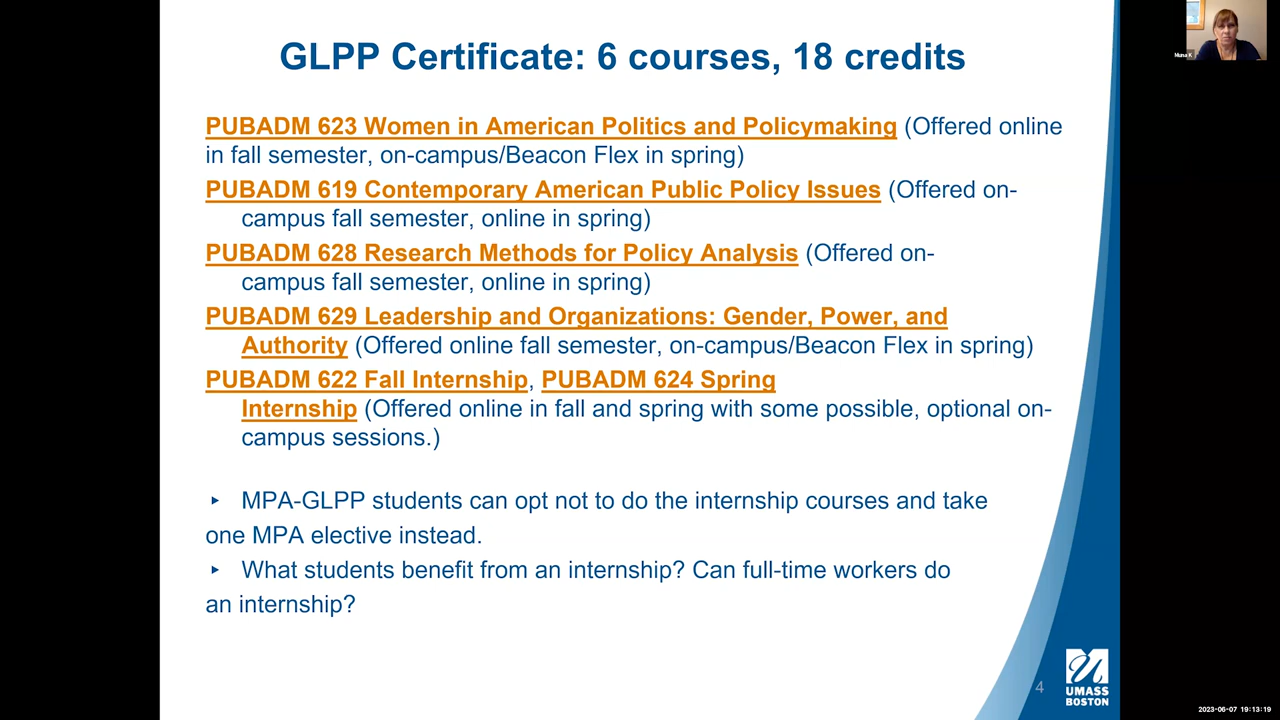 GLPP Certificate: 6 courses, 18 credits
PUBADM 623 Women in American Politics and Policymaking (Offered online
in fall semester, on-campus/Beacon Flex in spring)
PUBADM 619 Contemporary American Public Policy Issues (Offered on-
campus fall semester, online in spring)
PUBADM 628 Research Methods for Policy Analysis (Offered on-
campus fall semester, online in spring)
PUBADM 629 Leadership and Organizations: Gender, Power, and
Authority (Offered online fall semester, on-campus/Beacon Flex in spring)
PUBADM 622 Fall Internship, PUBADM 624 Spring
Internship (Offered online in fall and spring with some possible, optional on-
campus sessions.)
‣ MPA-GLPP students can opt not to do the internship courses and take
one MPA elective instead.
‣ What students benefit from an internship? Can full-time workers do
an internship?
4
UMASS
BOSTON
Muna K
2023-06-07 19:13:19